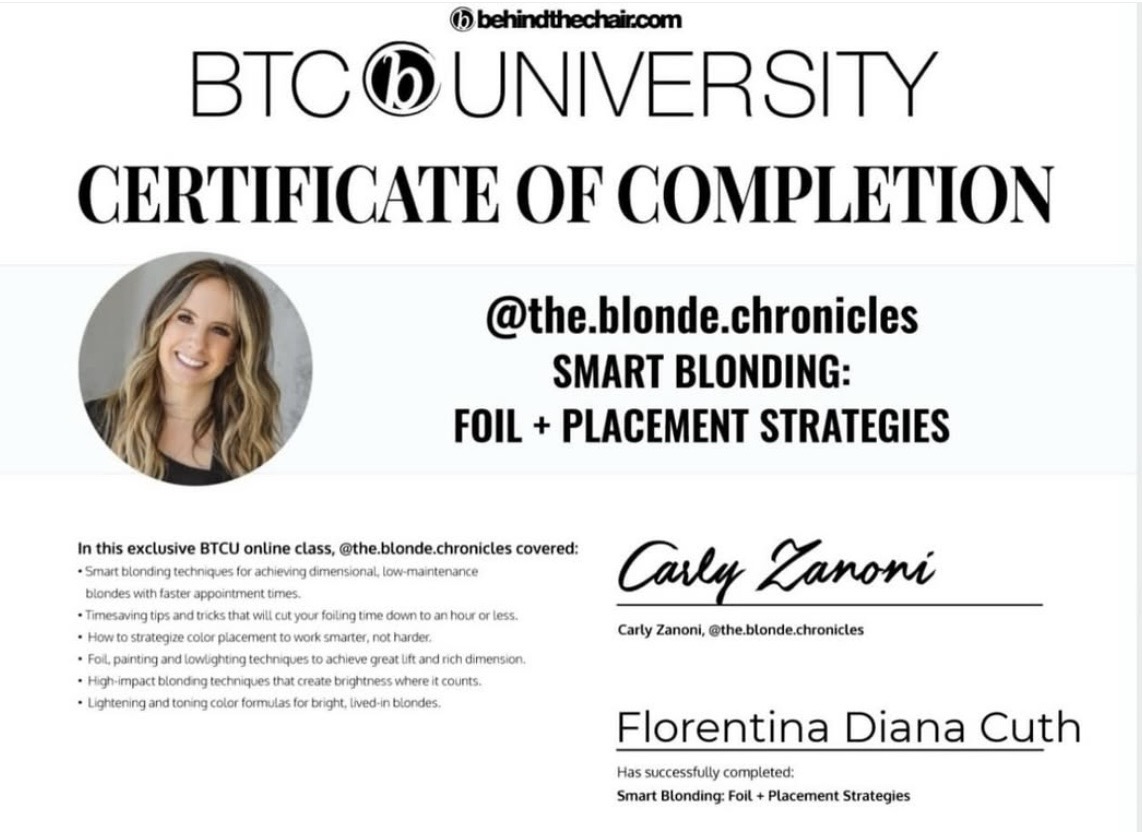 behindthechair.com
BTC b UNIVERSITY
CERTIFICATE OF COMPLETION
@the.blonde.chronicles
SMART BLONDING:
FOIL + PLACEMENT STRATEGIES
In this exclusive BTCU online class, @the.blonde.chronicles covered:
• Smart blonding techniques for achieving dimensional, low-maintenance
blondes with faster appointment times.
• Timesaving tips and tricks that will cut your foiling time down to an hour or less.
• How to strategize color placement to work smarter, not harder.
• Foil, painting and lowlighting techniques to achieve great lift and rich dimension.
• High-impact blonding techniques that create brightness where it counts.
• Lightening and toning color formulas for bright, lived-in blondes.
Carly Zanoni
Carly Zanoni, @the.blonde.chronicles
Florentina Diana Cuth
Has successfully completed:
Smart Blonding: Foil + Placement Strategies